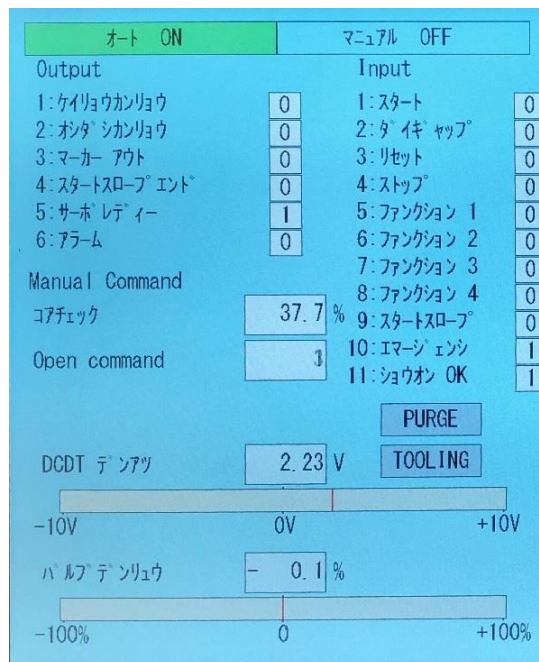 オート ON
マニュアル OFF
Output
1:ケイリョウカンリョウ 0
2:オシダシカンリョウ 0
3:マーカー アウト 0
4:スタートスロープエンド 0
5:サーボレディー 1
6:アラーム 0
Manual Command
コアチェック 37.7 %
Open command
Input
1:スタート 0
2:ダイギャップ 0
3:リセット 0
4:ストップ 0
5:ファンクション 1 0
6:ファンクション 2 0
7:ファンクション 3 0
8:ファンクション 4 0
9:スタートスロープ 0
10:エマージェンシ 1
11:ショウオン OK 1
PURGE
TOOLING
DCDT デンアツ 2.23 V
-10V 0V +10V
バルブデンリュウ - 0.1 %
-100% 0 +100%